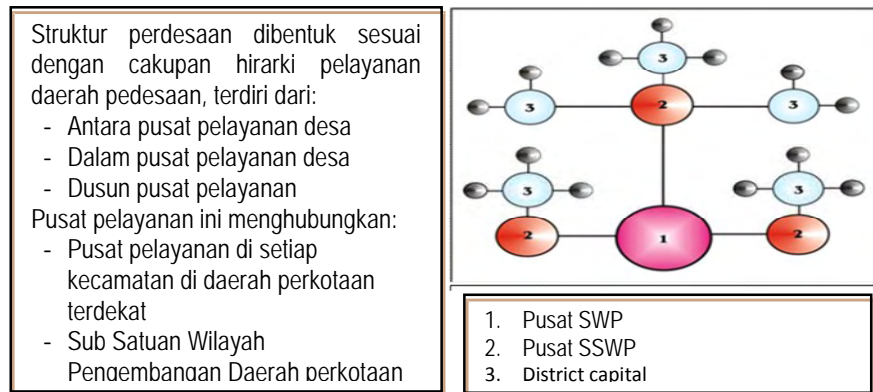 Struktur perdesaan dibentuk sesuai
dengan cakupan hirarki pelayanan
daerah pedesaan, terdiri dari:
- Antara pusat pelayanan desa
- Dalam pusat pelayanan desa
- Dusun pusat pelayanan
Pusat pelayanan ini menghubungkan:
- Pusat pelayanan di setiap
kecamatan di daerah perkotaan
terdekat
- Sub Satuan Wilayah
Pengembangan Daerah perkotaan
3
3
2
3
3
3
2
1
2
1. Pusat SWP
2. Pusat SSWP
3. District capital